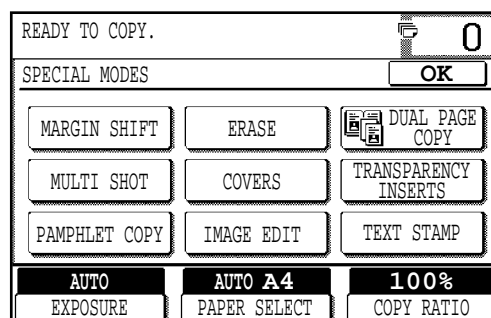 READY TO COPY.
0
SPECIAL MODES
OK
MARGIN SHIFT
ERASE
DUAL PAGE
COPY
MULTI SHOT
COVERS
TRANSPARENCY
INSERTS
PAMPHLET COPY
IMAGE EDIT
TEXT STAMP
AUTO
AUTO A4
100%
EXPOSURE
PAPER SELECT
COPY RATIO